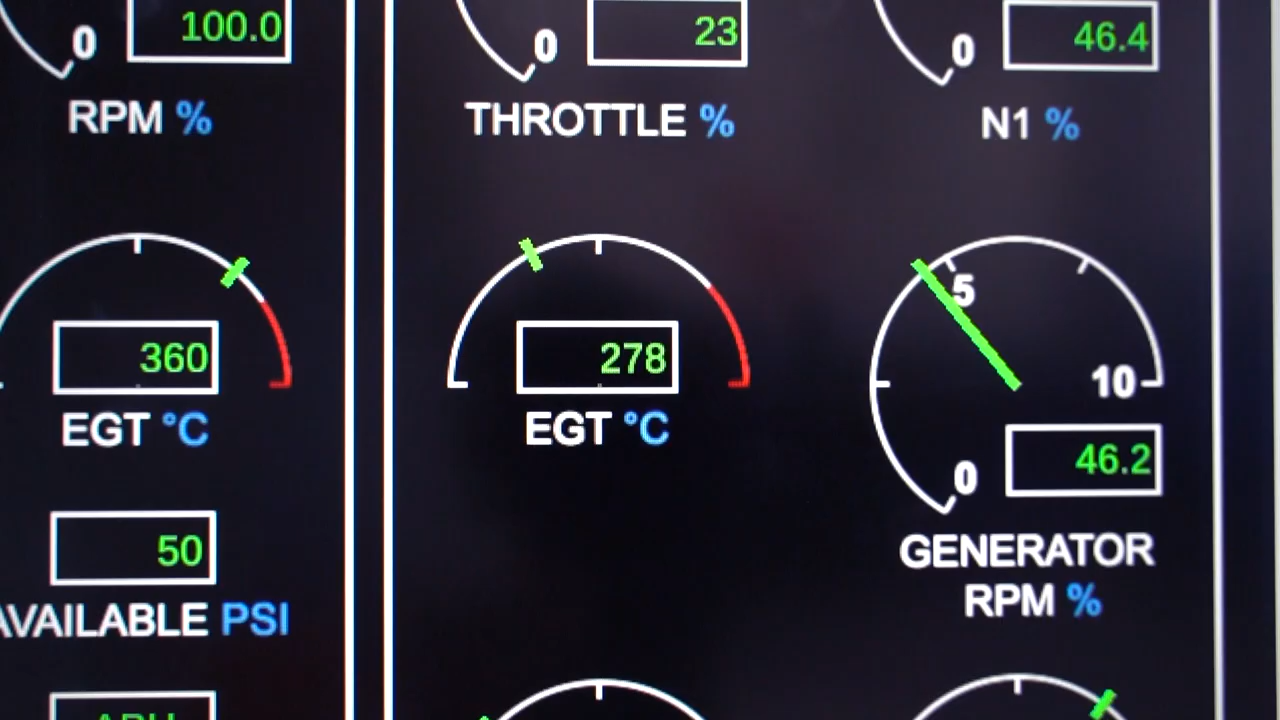 0 100.0
RPM %
360
EGT °C
50
AVAILABLE PSI
APU
0 23
THROTTLE %
278
EGT °C
0 46.4
N1 %
5
10
46.2
0
GENERATOR
RPM %